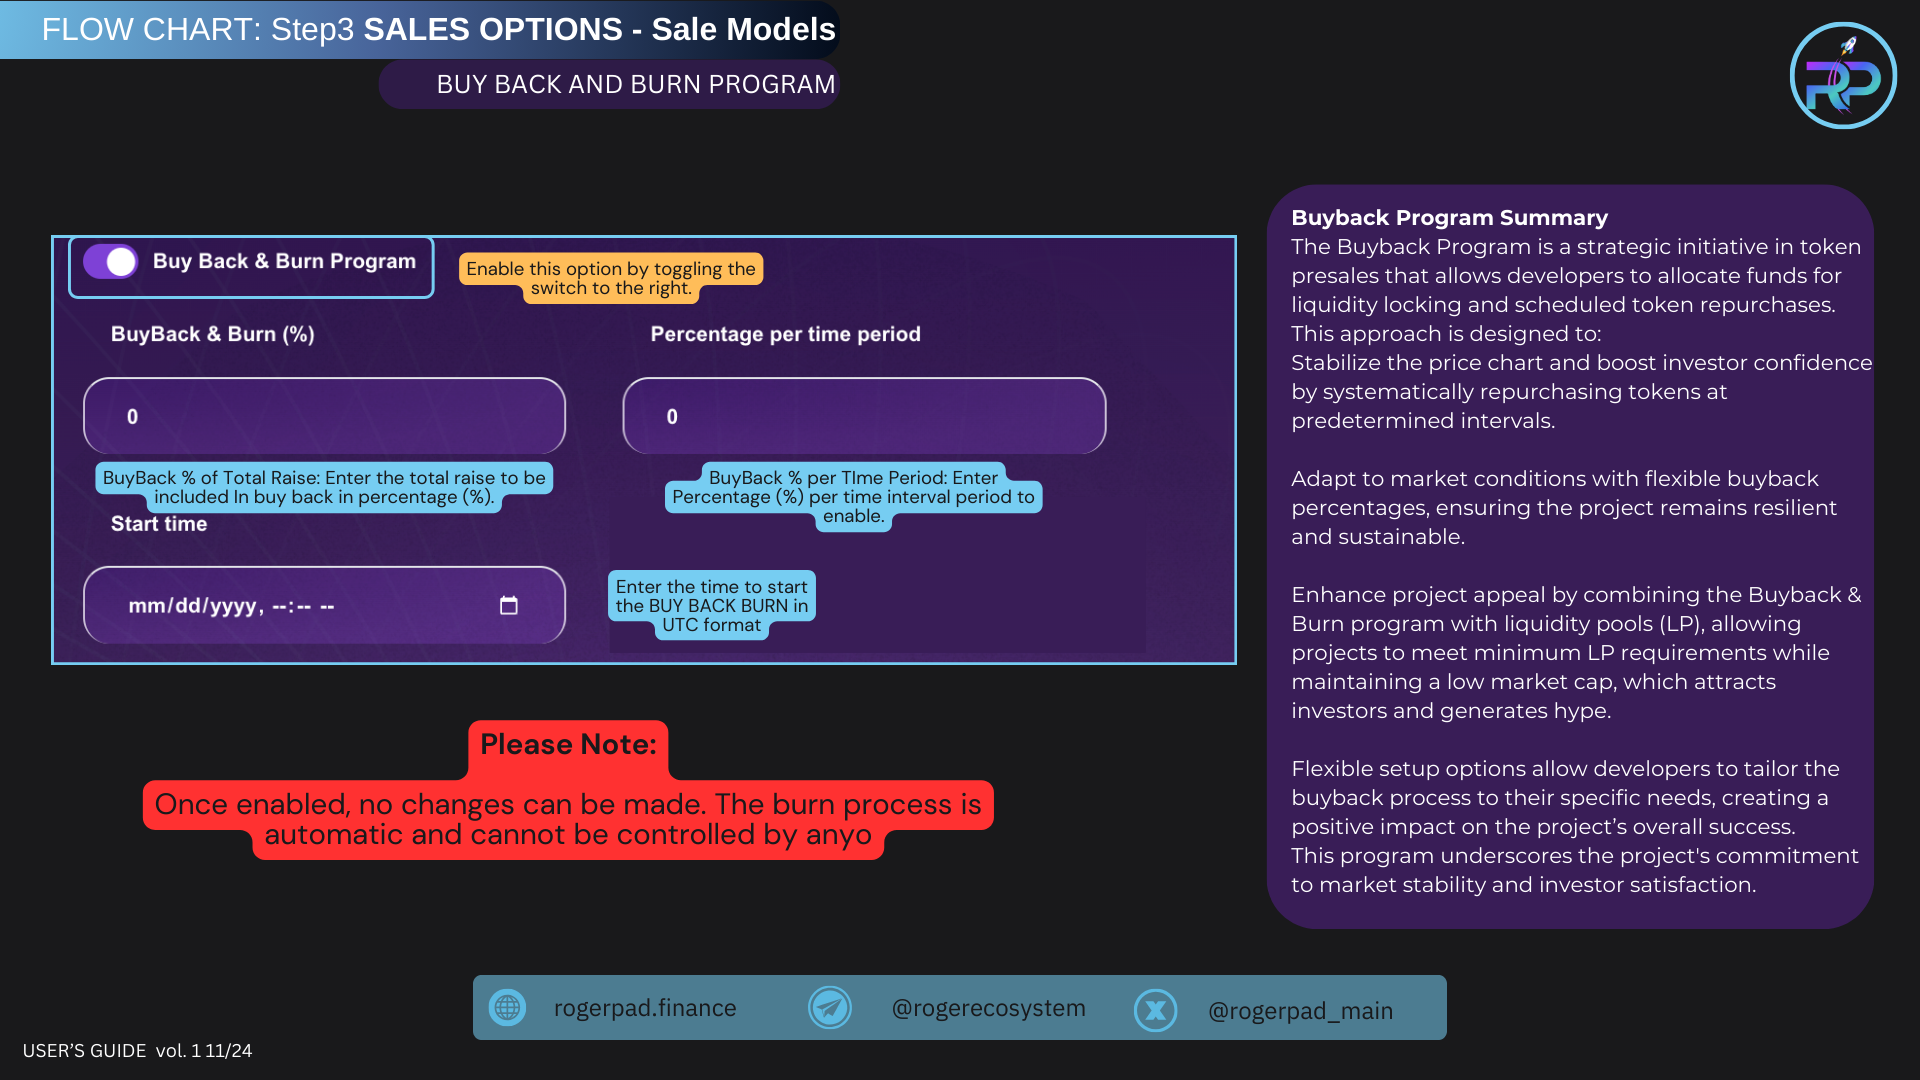 FLOW CHART: Step3 SALES OPTIONS - Sale Models
BUY BACK AND BURN PROGRAM
RP
Buy Back & Burn Program
Enable this option by toggling the
switch to the right.
BuyBack & Burn (%)
Percentage per time period
0
0
BuyBack % of Total Raise: Enter the total raise to be
included In buy back in percentage (%).
BuyBack % per TIme Period: Enter
Percentage (%) per time interval period to
enable.
Start time
mm/dd/yyyy, --:-- --
Enter the time to start
the BUY BACK BURN in
UTC format
Please Note:
Once enabled, no changes can be made. The burn process is
automatic and cannot be controlled by anyo
Buyback Program Summary
The Buyback Program is a strategic initiative in token
presales that allows developers to allocate funds for
liquidity locking and scheduled token repurchases.
This approach is designed to:
Stabilize the price chart and boost investor confidence
by systematically repurchasing tokens at
predetermined intervals.
Adapt to market conditions with flexible buyback
percentages, ensuring the project remains resilient
and sustainable.
Enhance project appeal by combining the Buyback &
Burn program with liquidity pools (LP), allowing
projects to meet minimum LP requirements while
maintaining a low market cap, which attracts
investors and generates hype.
Flexible setup options allow developers to tailor the
buyback process to their specific needs, creating a
positive impact on the project’s overall success.
This program underscores the project's commitment
to market stability and investor satisfaction.
rogerpad.finance
@rogerecosystem
X
@rogerpad_main
USER’S GUIDE vol. 1 11/24